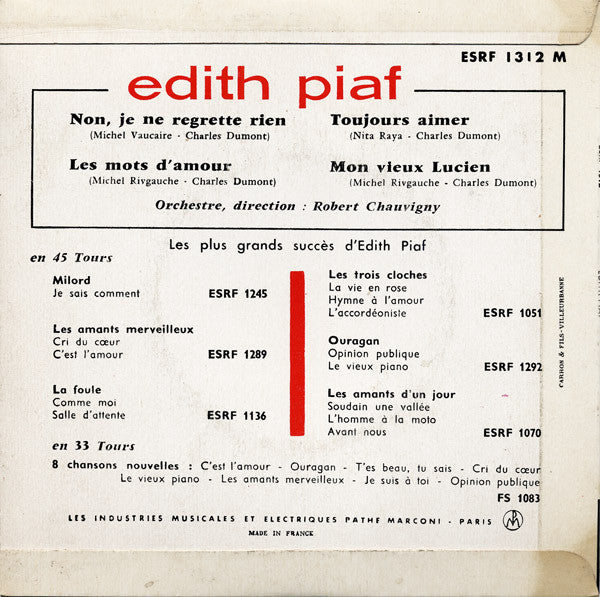 ESRF 1312 M
edith piaf
Non, je ne regrette rien
(Michel Vaucaire - Charles Dumont)
Toujours aimer
(Nita Raya - Charles Dumont)
Les mots d'amour
(Michel Rivgauche - Charles Dumont)
Mon vieux Lucien
(Michel Rivgauche - Charles Dumont)
Orchestre, direction : Robert Chauvigny
Les plus grands succès d'Edith Piaf
en 45 Tours
Milord
Je sais comment ESRF 1245
Les amants merveilleux
Cri du cœur
C'est l'amour ESRF 1289
La foule
Comme moi
Salle d'attente ESRF 1136
Les trois cloches
La vie en rose
Hymne à l'amour
L'accordéoniste ESRF 1051
Ouragan
Opinion publique
Le vieux piano ESRF 1292
Les amants d'un jour
Soudain une vallée
L'homme à la moto
Avant nous ESRF 1070
en 33 Tours
8 chansons nouvelles : C'est l'amour - Ouragan - T'es beau, tu sais - Cri du cœur
Le vieux piano - Les amants merveilleux - Je suis à toi - Opinion publique
FS 1083
LES INDUSTRIES MUSICALES ET ELECTRIQUES PATHE MARCONI - PARIS
MADE IN FRANCE
CARRON & FILS-VILLEURBANNE